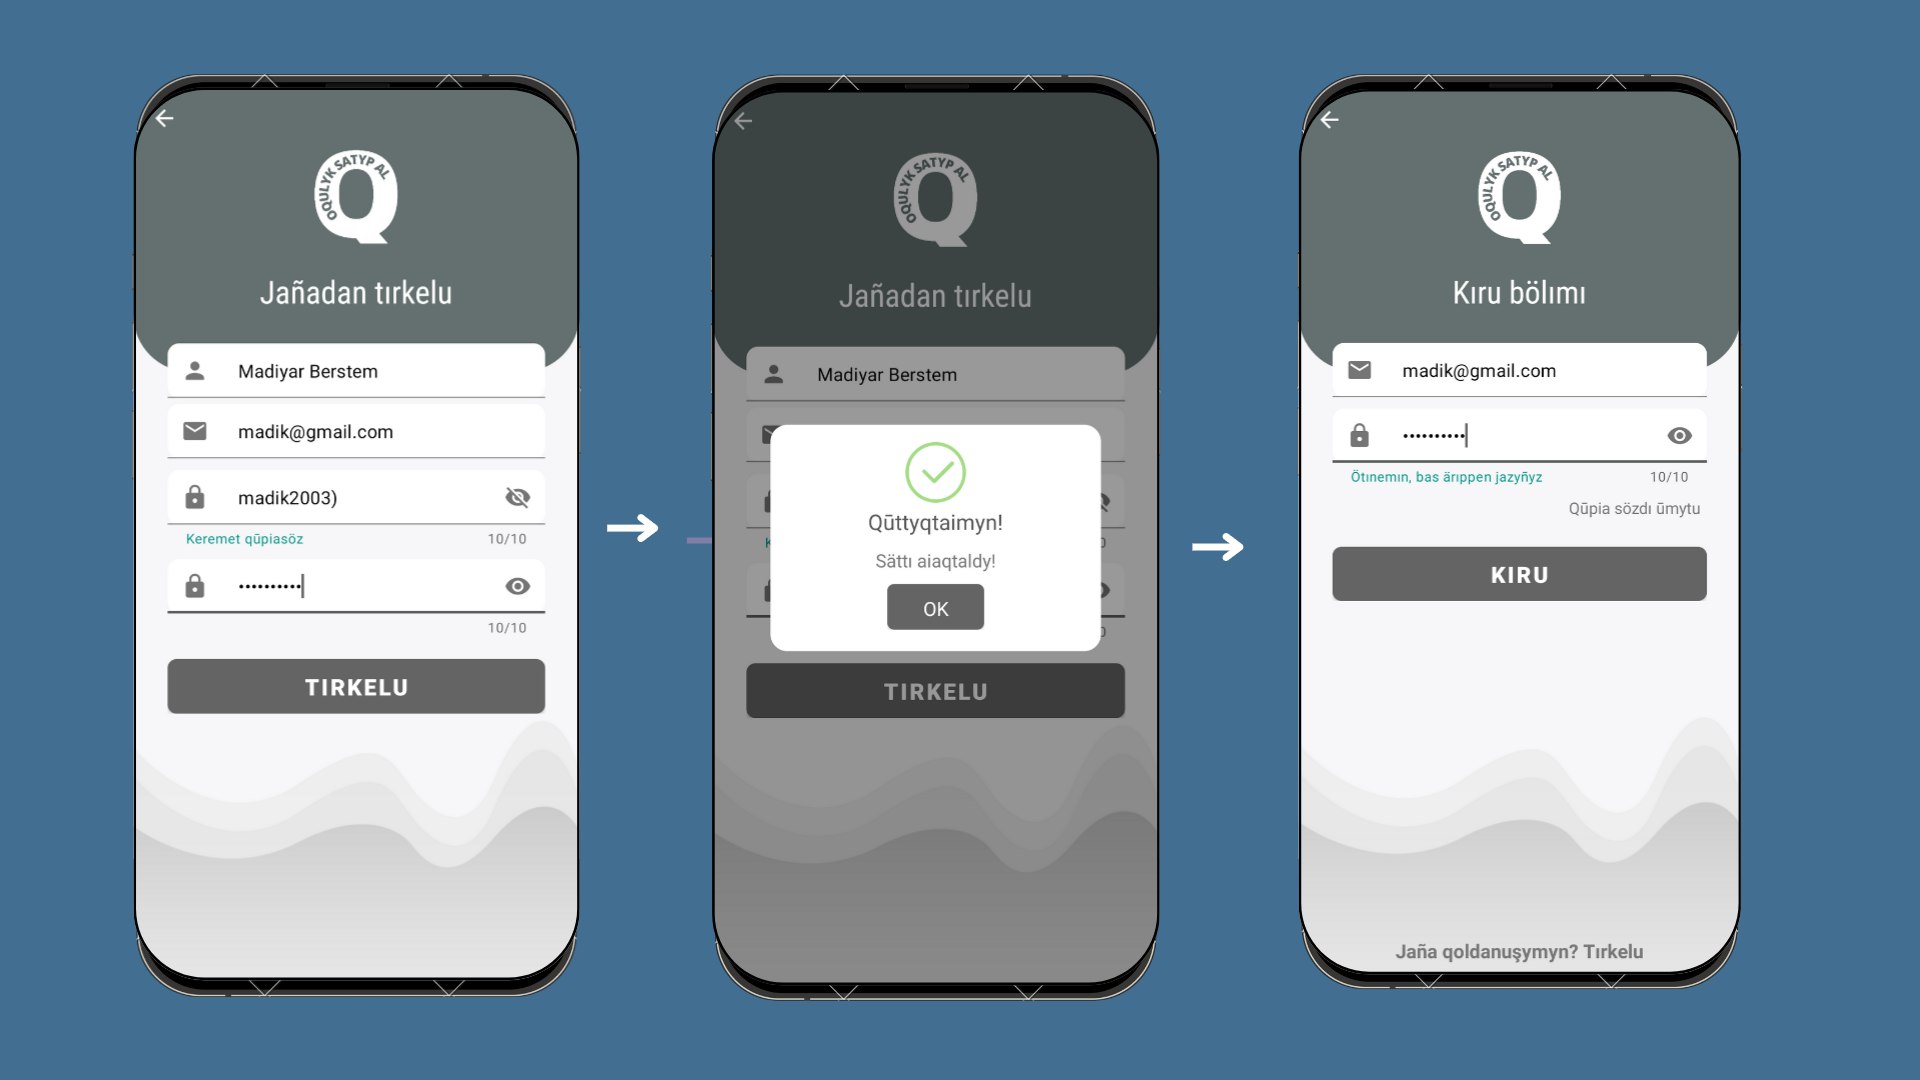 OQULYK SATYP AL
Q
Jañadan tırkelu
Madiyar Berstem
madik@gmail.com
madik2003)
Keremet qūpiasöz 10/10
••••••••••
10/10
TIRKELU
OQULYK SATYP AL
Q
Jañadan tırkelu
Madiyar Berstem
Qūttyqtaimyn!
Sättı aiaqtaldy!
OK
TIRKELU
OQULYK SATYP AL
Q
Kıru bölımı
madik@gmail.com
••••••••••
Ötınemın, bas ärıppen jazyñyz 10/10
Qūpia sözdı ūmytu
KIRU
Jaña qoldanuşymyn? Tırkelu